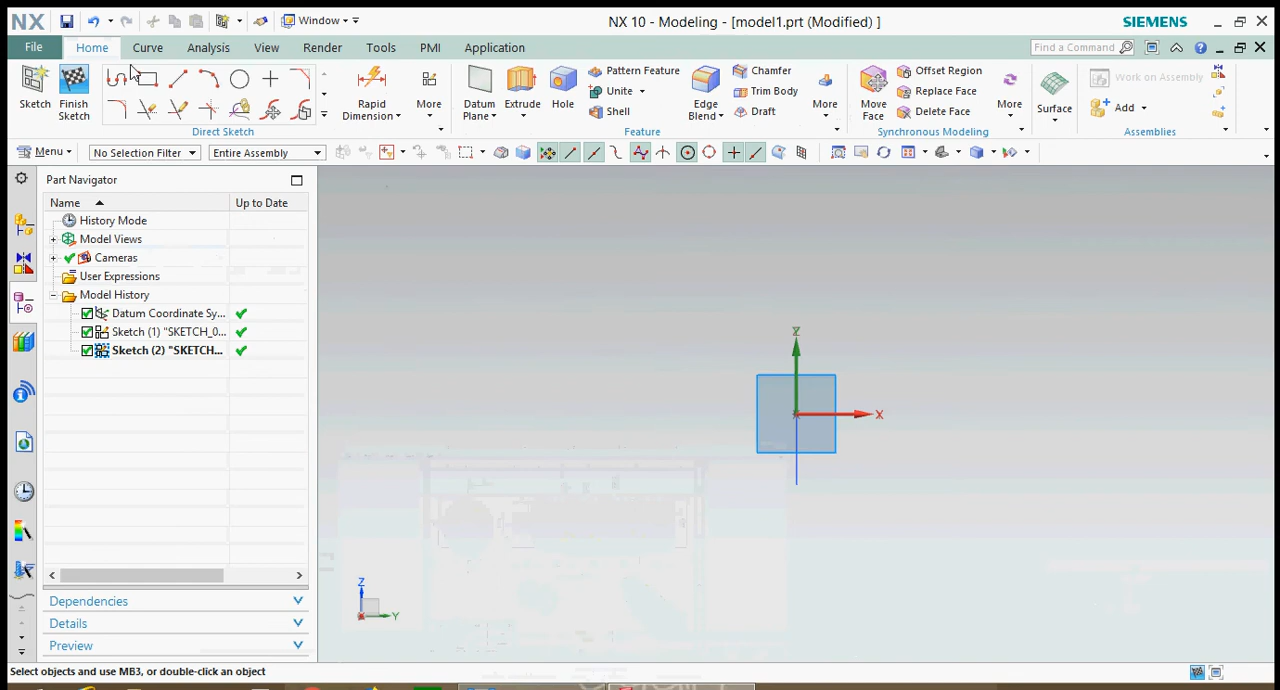 NX
Window
NX 10 - Modeling - [model1.prt (Modified) ]
SIEMENS
File
Home
Curve
Analysis
View
Render
Tools
PMI
Application
Find a Command
Sketch
Finish
Sketch
Direct Sketch
Rapid
Dimension
More
Datum
Plane
Extrude
Hole
Pattern Feature
Unite
Shell
Edge
Blend
Chamfer
Trim Body
Draft
More
Feature
Move
Face
Offset Region
Replace Face
Delete Face
More
Synchronous Modeling
Surface
Work on Assembly
Add
Assemblies
Menu
No Selection Filter
Entire Assembly
Part Navigator
Name
Up to Date
History Mode
Model Views
Cameras
User Expressions
Model History
Datum Coordinate Sy...
Sketch (1) "SKETCH_0...
Sketch (2) "SKETCH...
Dependencies
Details
Preview
Z
X
Z
Y
Select objects and use MB3, or double-click an object